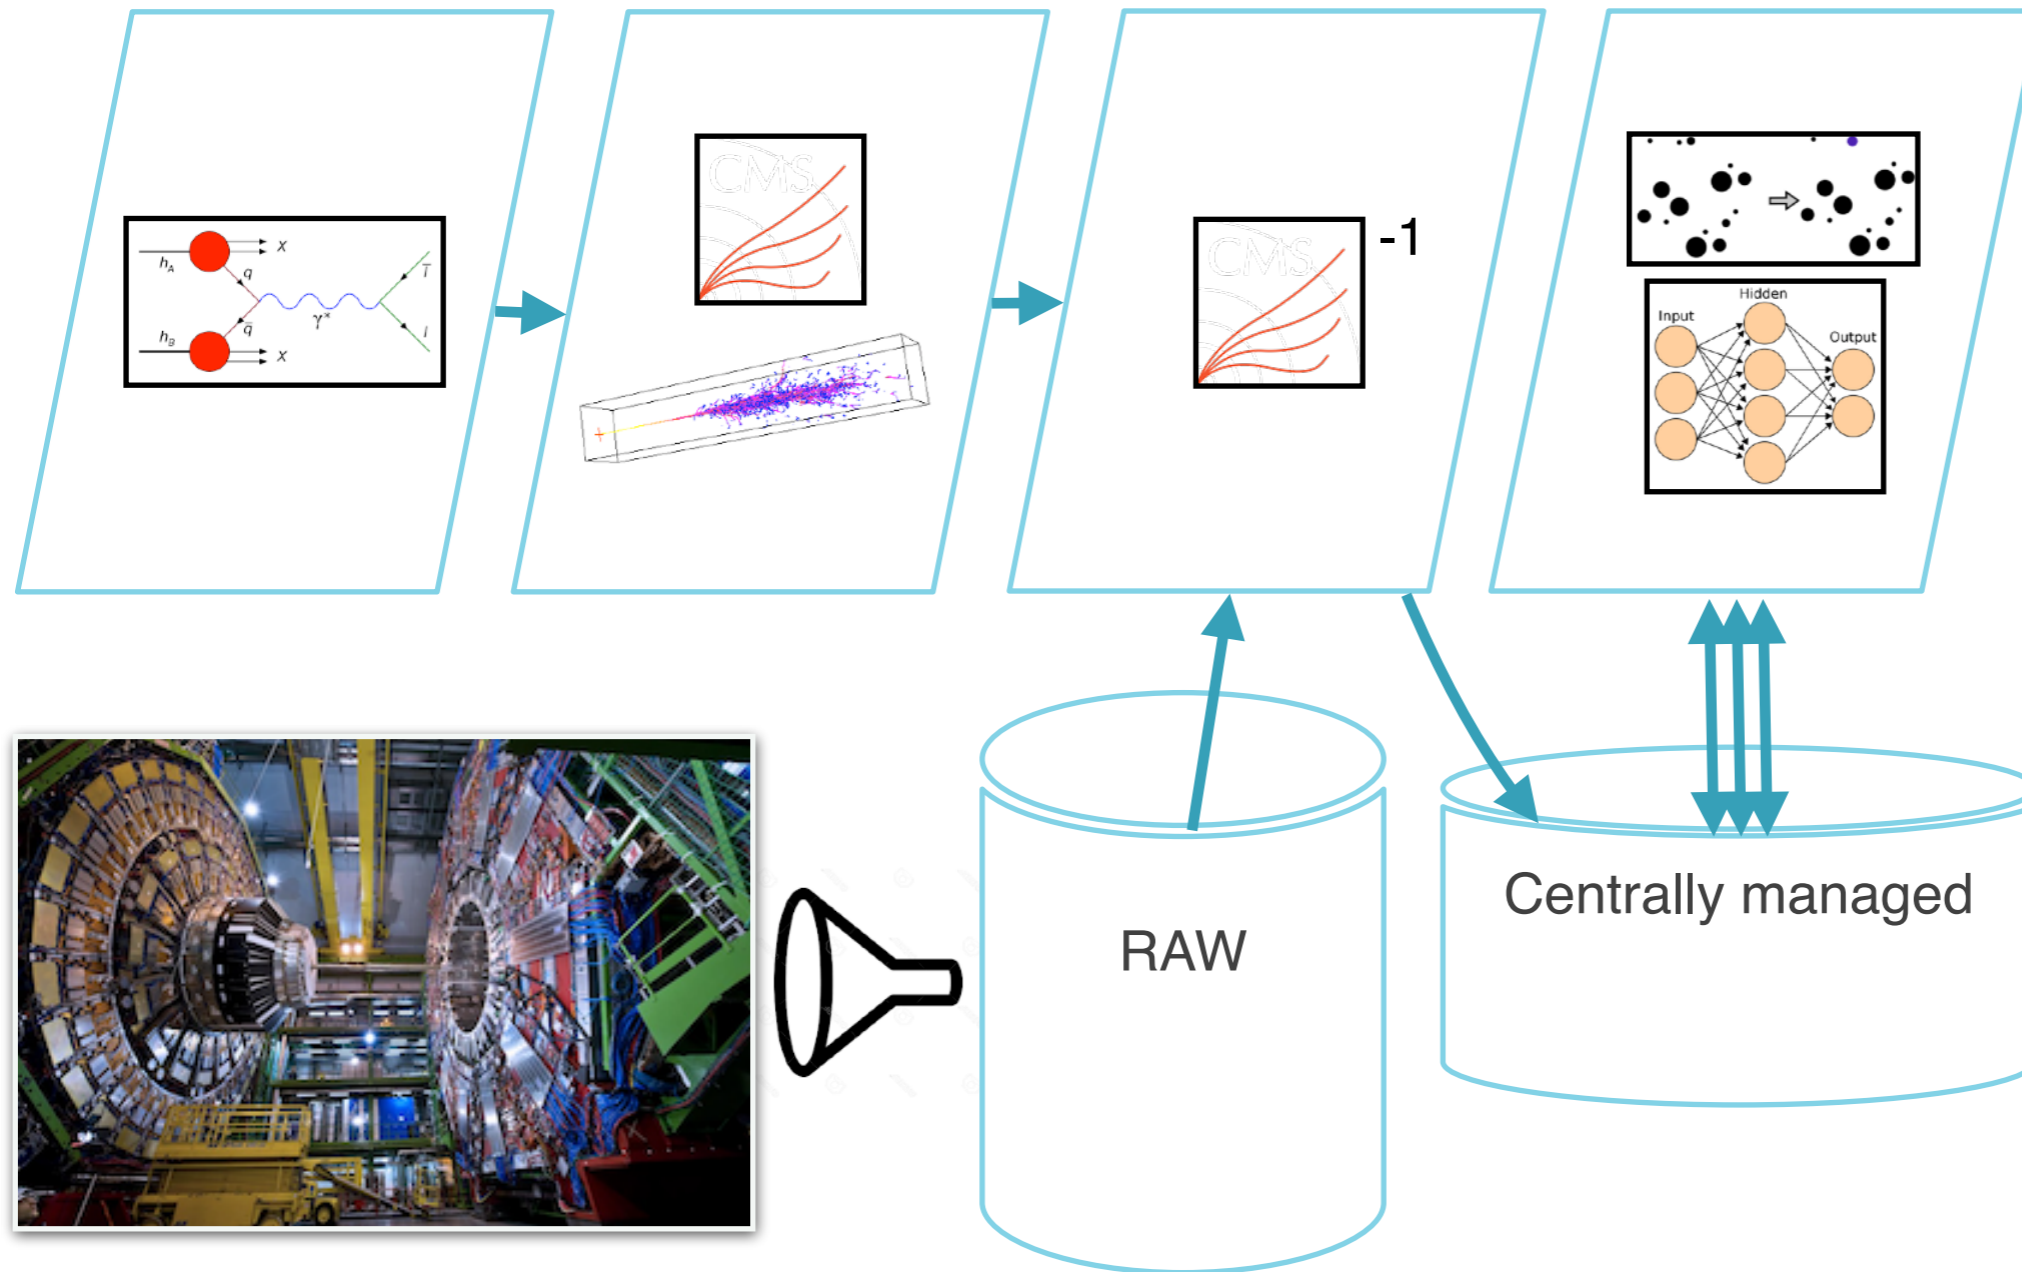 h_A
X
q
q̅
γ*
l̅
l
h_B
X
CMS
CMS
-1
Input
Hidden
Output
RAW
Centrally managed